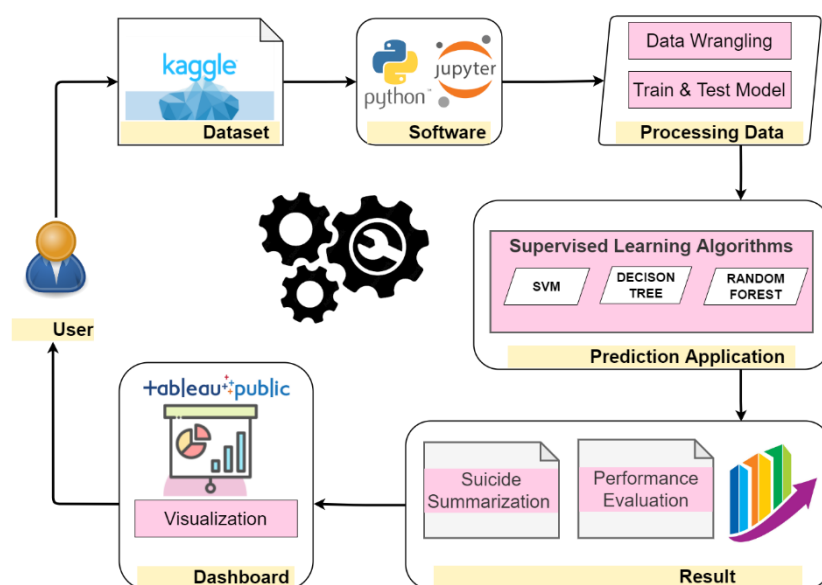 kaggle
Dataset
python™
jupyter
Software
Data Wrangling
Train & Test Model
Processing Data
Supervised Learning Algorithms
SVM
DECISON
TREE
RANDOM
FOREST
Prediction Application
Suicide
Summarization
Performance
Evaluation
Result
+ableau public
Visualization
Dashboard
User